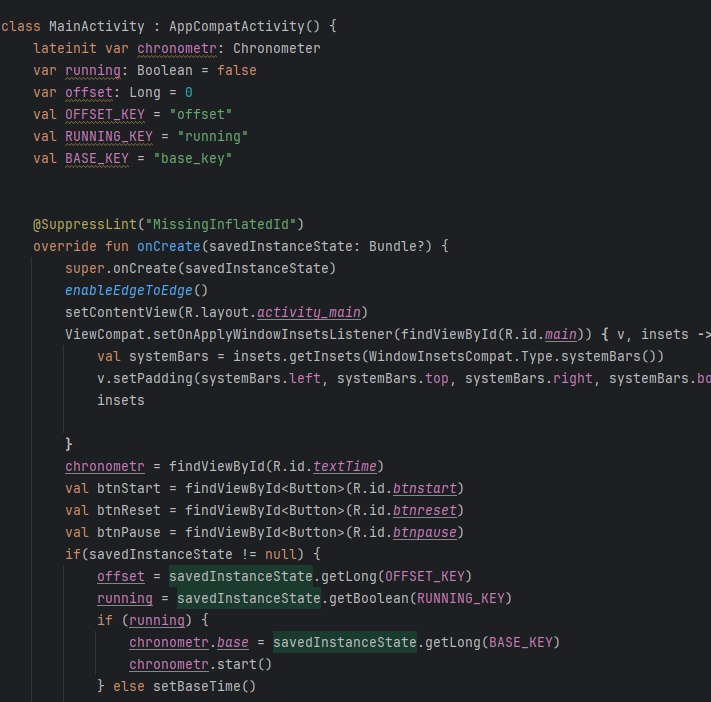 class MainActivity : AppCompatActivity() {
    lateinit var chronometr: Chronometer
    var running: Boolean = false
    var offset: Long = 0
    val OFFSET_KEY = "offset"
    val RUNNING_KEY = "running"
    val BASE_KEY = "base_key"
    @SuppressLint("MissingInflatedId")
    override fun onCreate(savedInstanceState: Bundle?) {
        super.onCreate(savedInstanceState)
        enableEdgeToEdge()
        setContentView(R.layout.activity_main)
        ViewCompat.setOnApplyWindowInsetsListener(findViewById(R.id.main)) { v, insets ->
            val systemBars = insets.getInsets(WindowInsetsCompat.Type.systemBars())
            v.setPadding(systemBars.left, systemBars.top, systemBars.right, systemBars.bo
            insets
        }
        chronometr = findViewById(R.id.textTime)
        val btnStart = findViewById<Button>(R.id.btnstart)
        val btnReset = findViewById<Button>(R.id.btnreset)
        val btnPause = findViewById<Button>(R.id.btnpause)
        if(savedInstanceState != null) {
            offset = savedInstanceState.getLong(OFFSET_KEY)
            running = savedInstanceState.getBoolean(RUNNING_KEY)
            if (running) {
                chronometr.base = savedInstanceState.getLong(BASE_KEY)
                chronometr.start()
            } else setBaseTime()